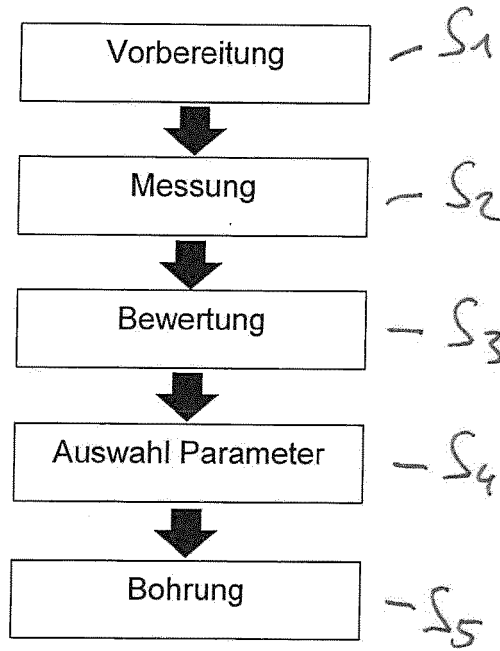 Vorbereitung - S1
Messung - S2
Bewertung - S3
Auswahl Parameter - S4
Bohrung - S5